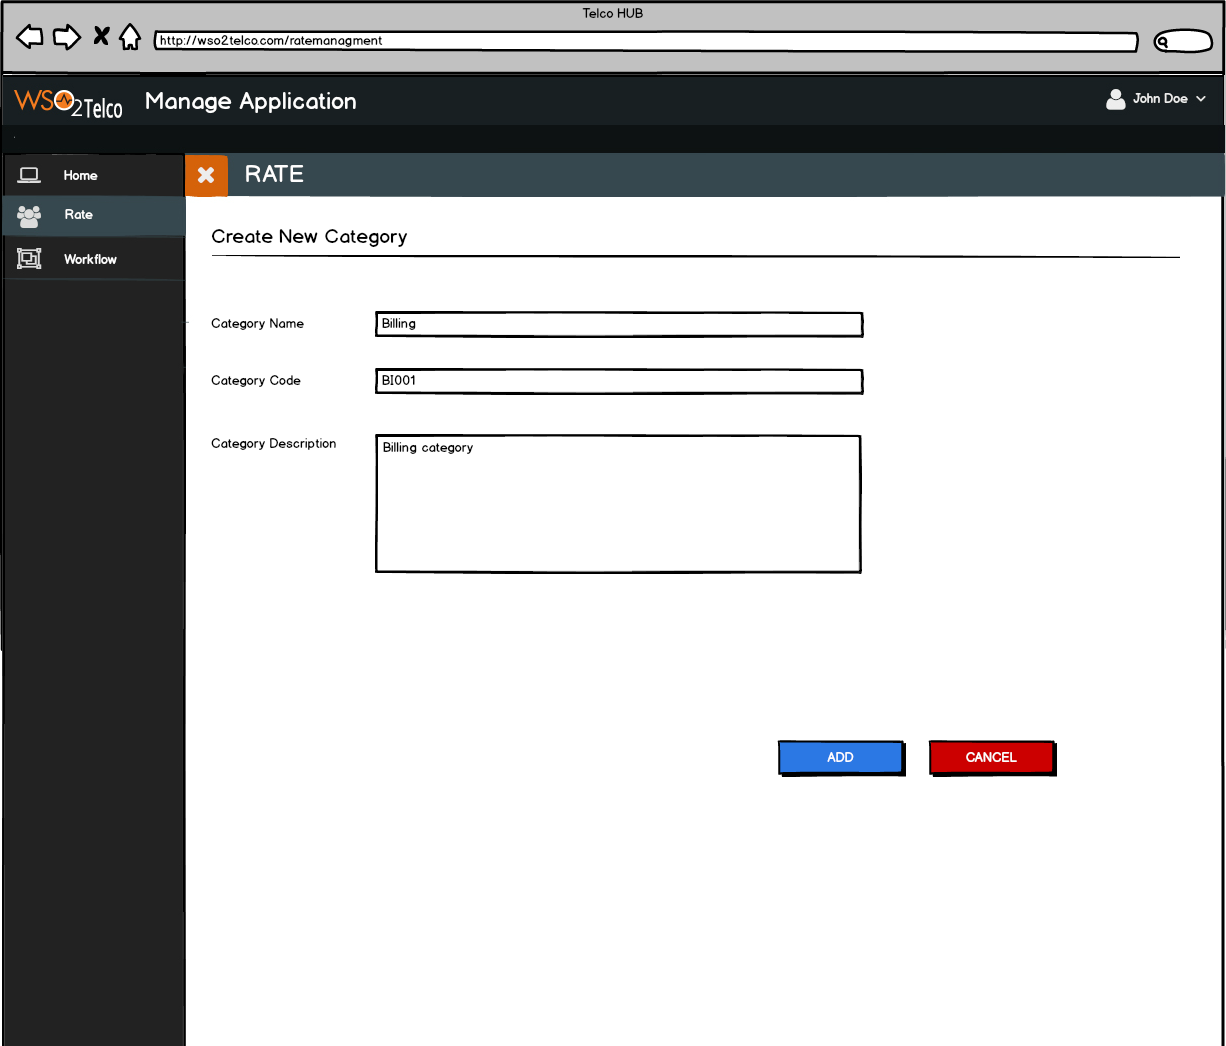 Telco HUB
http://wso2telco.com/ratemanagment
WSO2Telco Manage Application John Doe
Home
RATE
Rate
Workflow
Create New Category
Category Name Billing
Category Code BI001
Category Description Billing category
ADD CANCEL